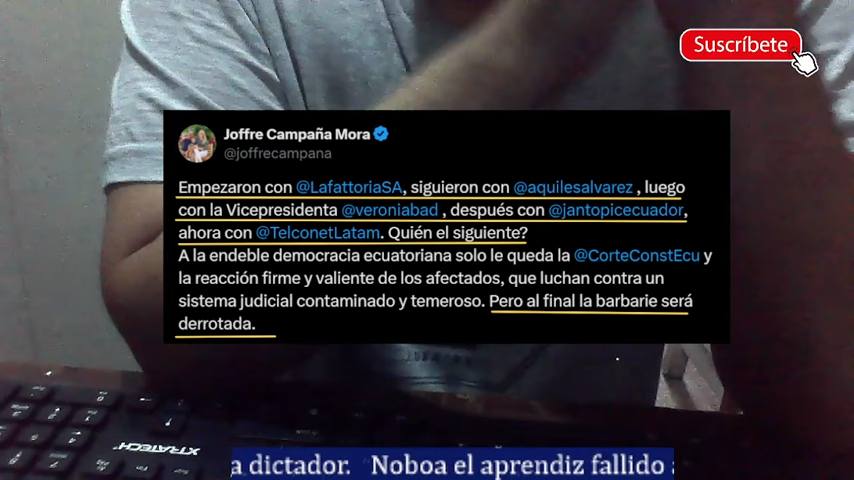 Suscríbete
Joffre Campaña Mora
@joffrecampana
Empezaron con @LafattoriaSA, siguieron con @aquilesalvarez , luego
con la Vicepresidenta @veroniabad , después con @jantopicecuador,
ahora con @TelconetLatam. Quién el siguiente?
A la endeble democracia ecuatoriana solo le queda la @CorteConstEcu y
la reacción firme y valiente de los afectados, que luchan contra un
sistema judicial contaminado y temeroso. Pero al final la barbarie será
derrotada.
XTRATECH
a dictador. Noboa el aprendiz fallido a